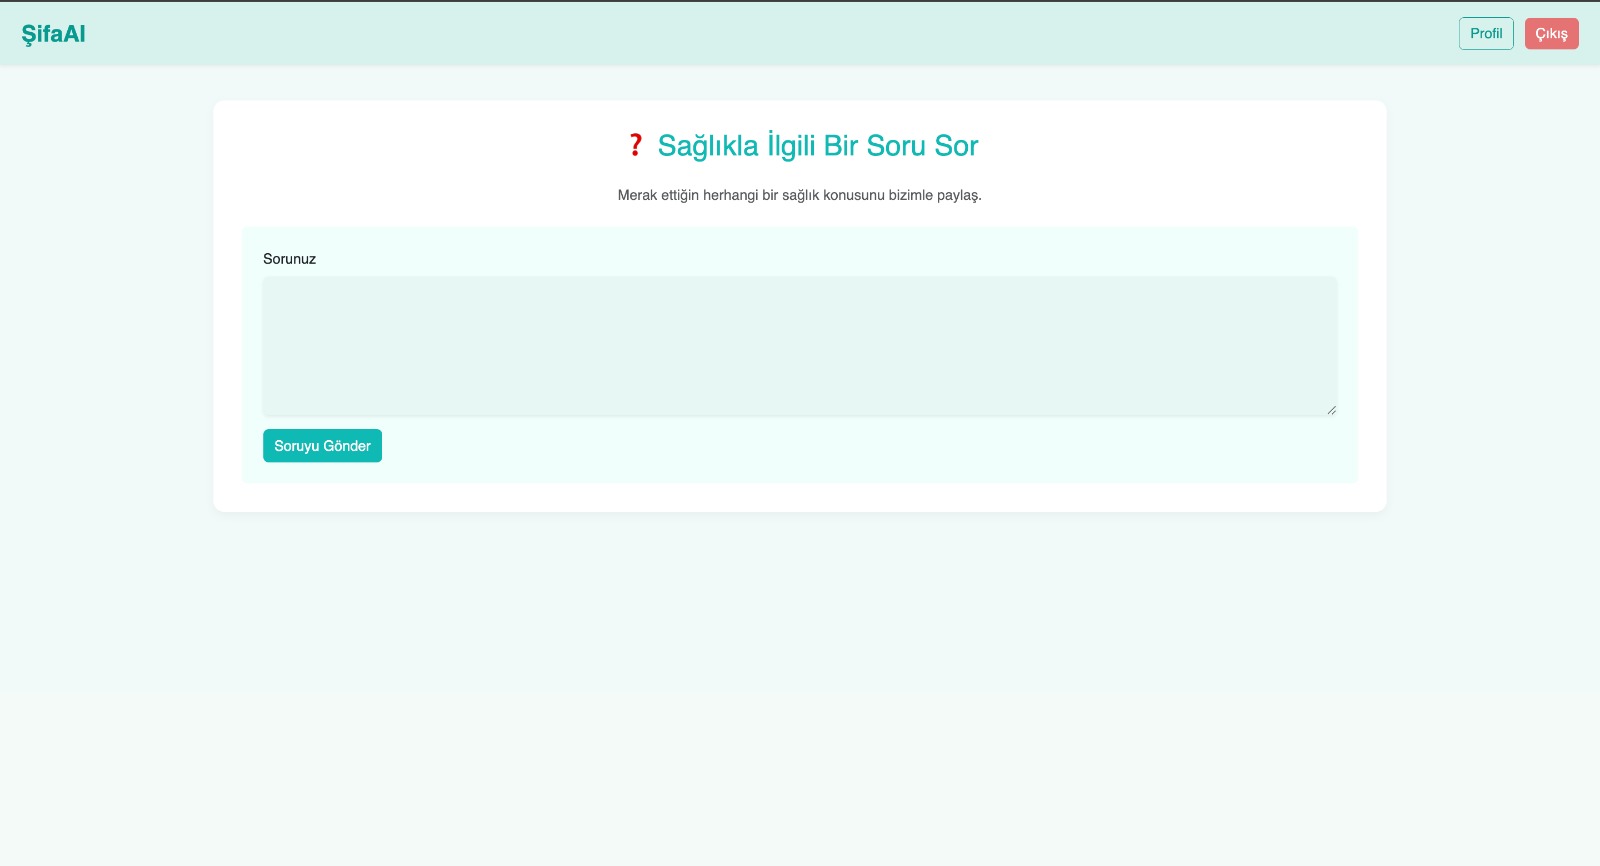 ŞifaAI
Profil
Çıkış
❓ Sağlıkla İlgili Bir Soru Sor
Merak ettiğin herhangi bir sağlık konusunu bizimle paylaş.
Sorunuz
Soruyu Gönder